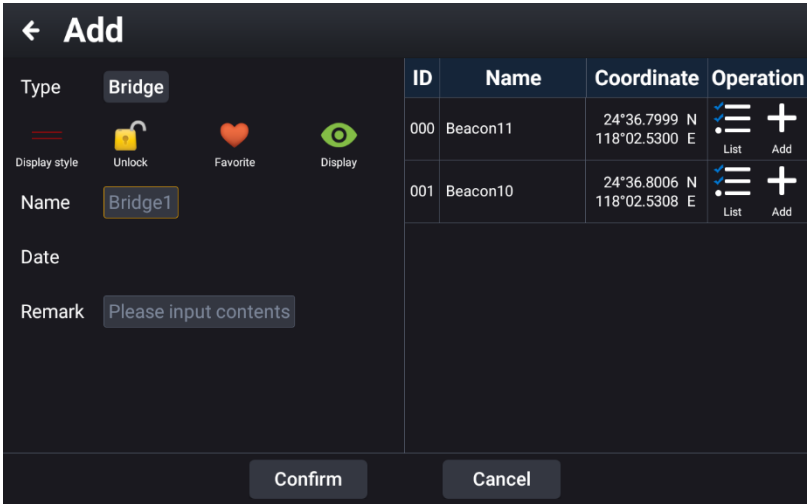 Add
Type Bridge
Display style Unlock Favorite Display
Name Bridge1
Date
Remark Please input contents
ID Name Coordinate Operation
000 Beacon11 24°36.7999 N
118°02.5300 E
List Add
001 Beacon10 24°36.8006 N
118°02.5308 E
List Add
Confirm Cancel